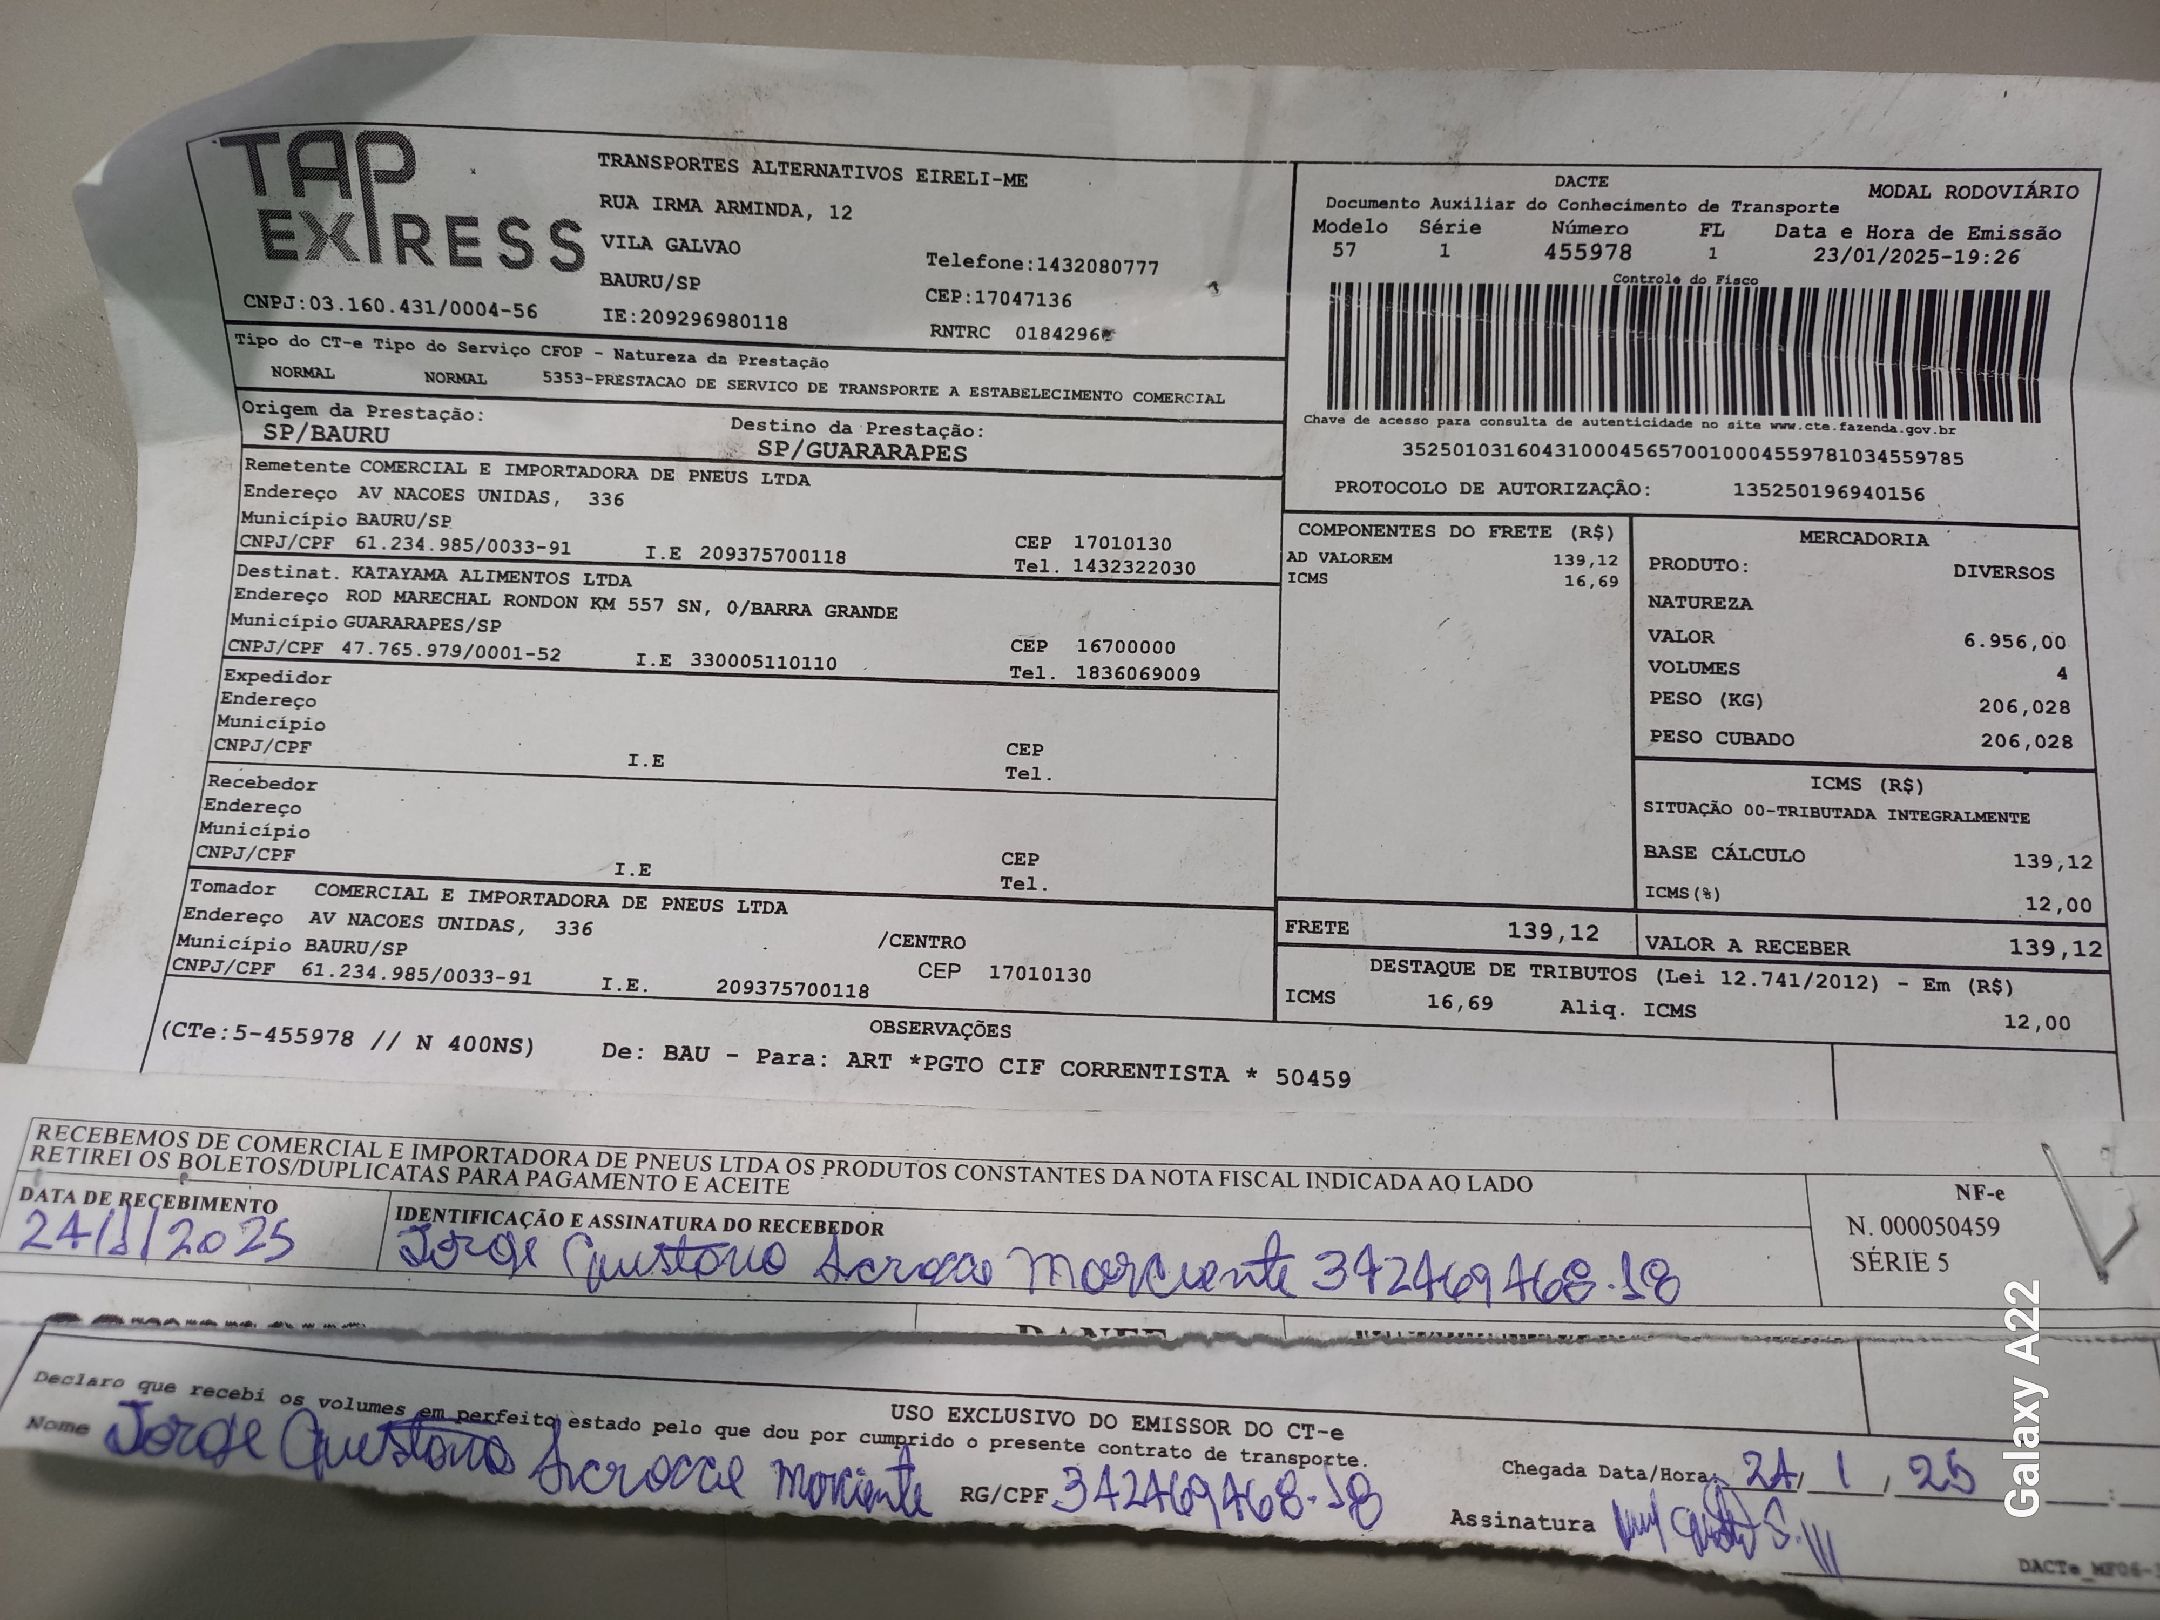 TAP EXPRESS
TRANSPORTES ALTERNATIVOS EIRELI-ME
RUA IRMA ARMINDA, 12
VILA GALVAO
Telefone:1432080777
BAURU/SP
CEP:17047136
CNPJ:03.160.431/0004-56
IE:209296980118
RNTRC 0184296
DACTE
MODAL RODOVIÁRIO
Documento Auxiliar do Conhecimento de Transporte
Modelo Série Número FL Data e Hora de Emissão
57 1 455978 1 23/01/2025-19:26
Controle do Fisco
Chave de acesso para consulta de autenticidade no site www.cte.fazenda.gov.br
35250103160431000456570010004559781034559785
PROTOCOLO DE AUTORIZAÇÂO: 135250196940156
Tipo do CT-e Tipo do Serviço CFOP - Natureza da Prestação
NORMAL NORMAL 5353-PRESTACAO DE SERVICO DE TRANSPORTE A ESTABELECIMENTO COMERCIAL
Origem da Prestação: Destino da Prestação:
SP/BAURU SP/GUARARAPES
Remetente COMERCIAL E IMPORTADORA DE PNEUS LTDA
Endereço AV NACOES UNIDAS, 336
Município BAURU/SP
CEP 17010130
CNPJ/CPF 61.234.985/0033-91 I.E 209375700118 Tel. 1432322030
Destinat. KATAYAMA ALIMENTOS LTDA
Endereço ROD MARECHAL RONDON KM 557 SN, 0/BARRA GRANDE
Município GUARARAPES/SP
CEP 16700000
CNPJ/CPF 47.765.979/0001-52 I.E 330005110110 Tel. 1836069009
Expedidor
Endereço
Município
CEP
CNPJ/CPF I.E Tel.
Recebedor
Endereço
Município
CEP
CNPJ/CPF I.E Tel.
Tomador COMERCIAL E IMPORTADORA DE PNEUS LTDA
Endereço AV NACOES UNIDAS, 336 /CENTRO
Município BAURU/SP
CEP 17010130
CNPJ/CPF 61.234.985/0033-91 I.E. 209375700118
COMPONENTES DO FRETE (R$)
AD VALOREM 139,12
ICMS 16,69
MERCADORIA
PRODUTO: DIVERSOS
NATUREZA
VALOR 6.956,00
VOLUMES 4
PESO (KG) 206,028
PESO CUBADO 206,028
ICMS (R$)
SITUAÇÃO 00-TRIBUTADA INTEGRALMENTE
BASE CÁLCULO 139,12
ICMS(%) 12,00
FRETE 139,12
VALOR A RECEBER 139,12
DESTAQUE DE TRIBUTOS (Lei 12.741/2012) - Em (R$)
ICMS 16,69 Aliq. ICMS 12,00
OBSERVAÇÕES
(CTe:5-455978 // N 400NS) De: BAU - Para: ART *PGTO CIF CORRENTISTA * 50459
RECEBEMOS DE COMERCIAL E IMPORTADORA DE PNEUS LTDA OS PRODUTOS CONSTANTES DA NOTA FISCAL INDICADA AO LADO
RETIREI OS BOLETOS/DUPLICATAS PARA PAGAMENTO E ACEITE
DATA DE RECEBIMENTO
24/1/2025
IDENTIFICAÇÃO E ASSINATURA DO RECEBEDOR
Jorge Gustavo 342469468.18
NF-e
N. 000050459
SÉRIE 5
USO EXCLUSIVO DO EMISSOR DO CT-e
Declaro que recebi os volumes em perfeito estado pelo que dou por cumprido o presente contrato de transporte.
Nome Jorge Gustavo RG/CPF 342469468.18
Chegada Data/Hora: 24/1/25 :
Assinatura
Galaxy A22